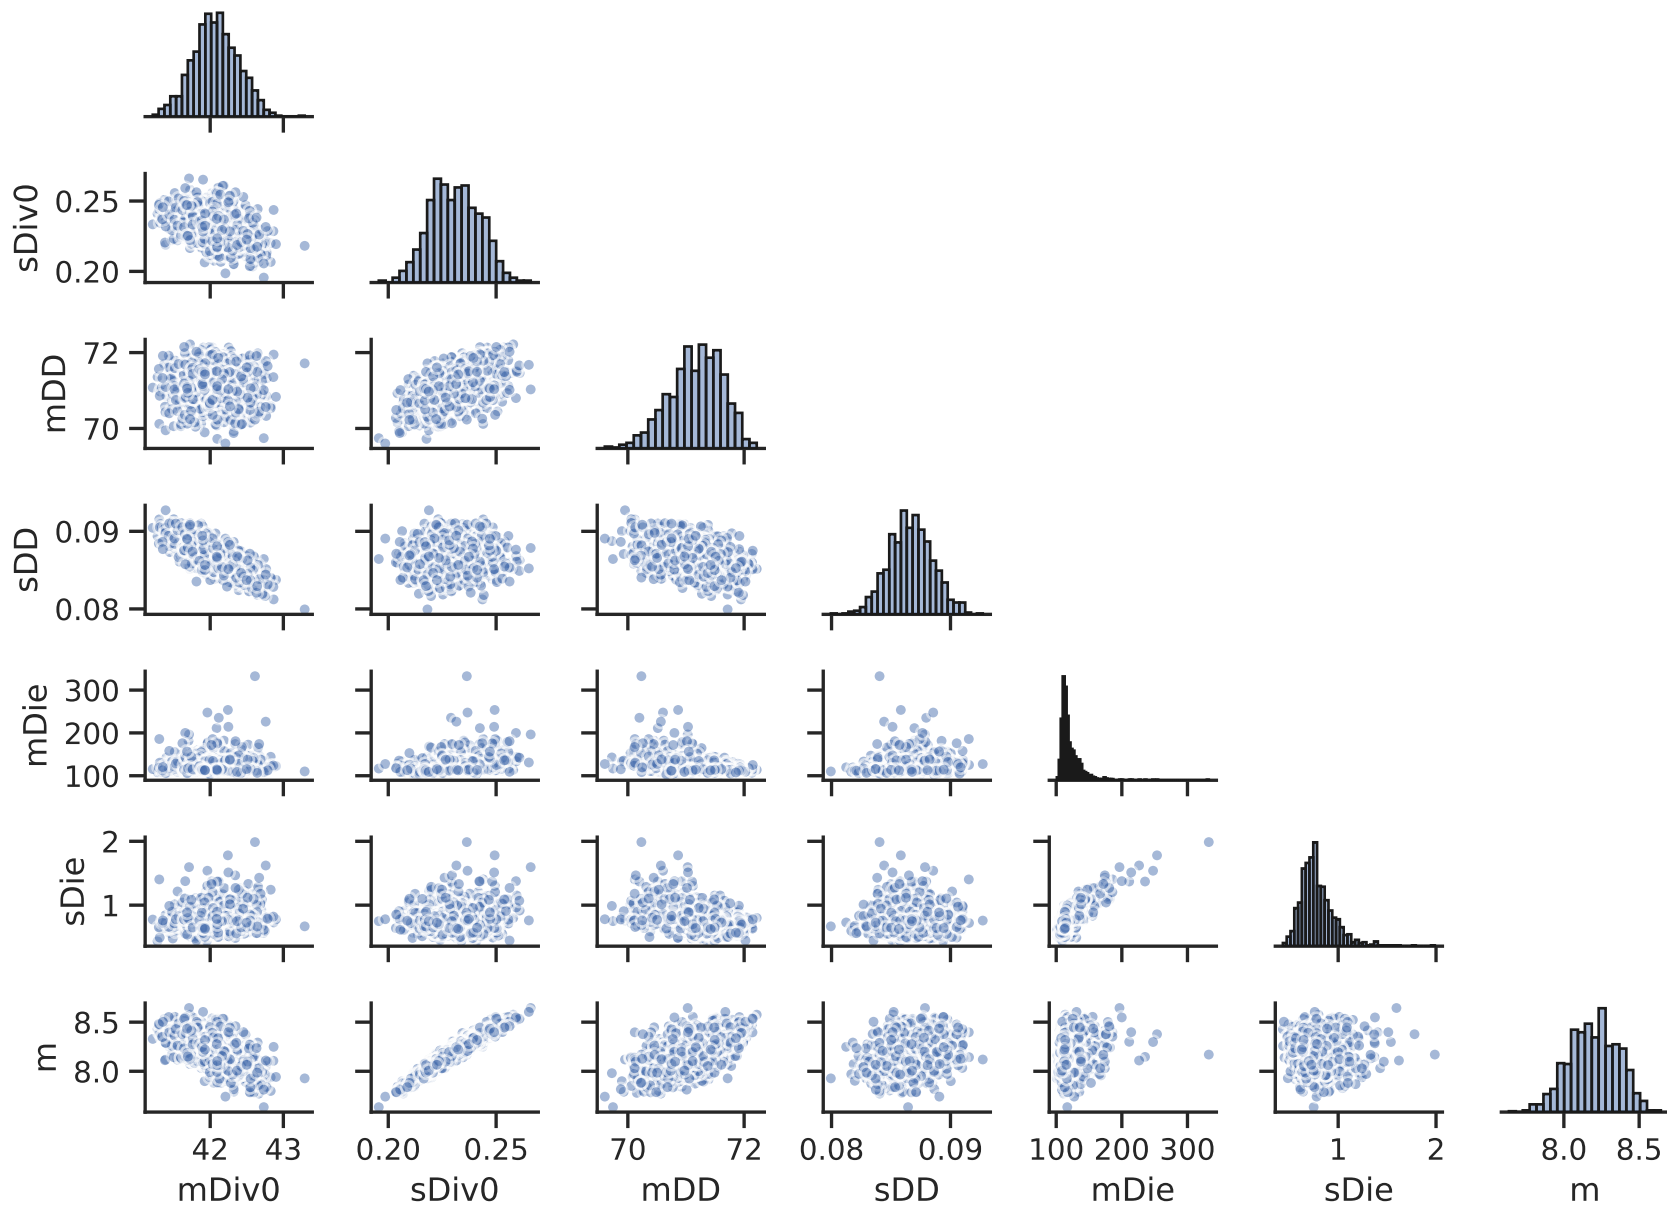 sDiv0
0.25
0.20
mDD
72
70
sDD
0.09
0.08
mDie
300
200
100
sDie
2
1
m
8.5
8.0
42 43 0.20 0.25 70 72 0.08 0.09 100 200 300 1 2 8.0 8.5
mDiv0 sDiv0 mDD sDD mDie sDie m